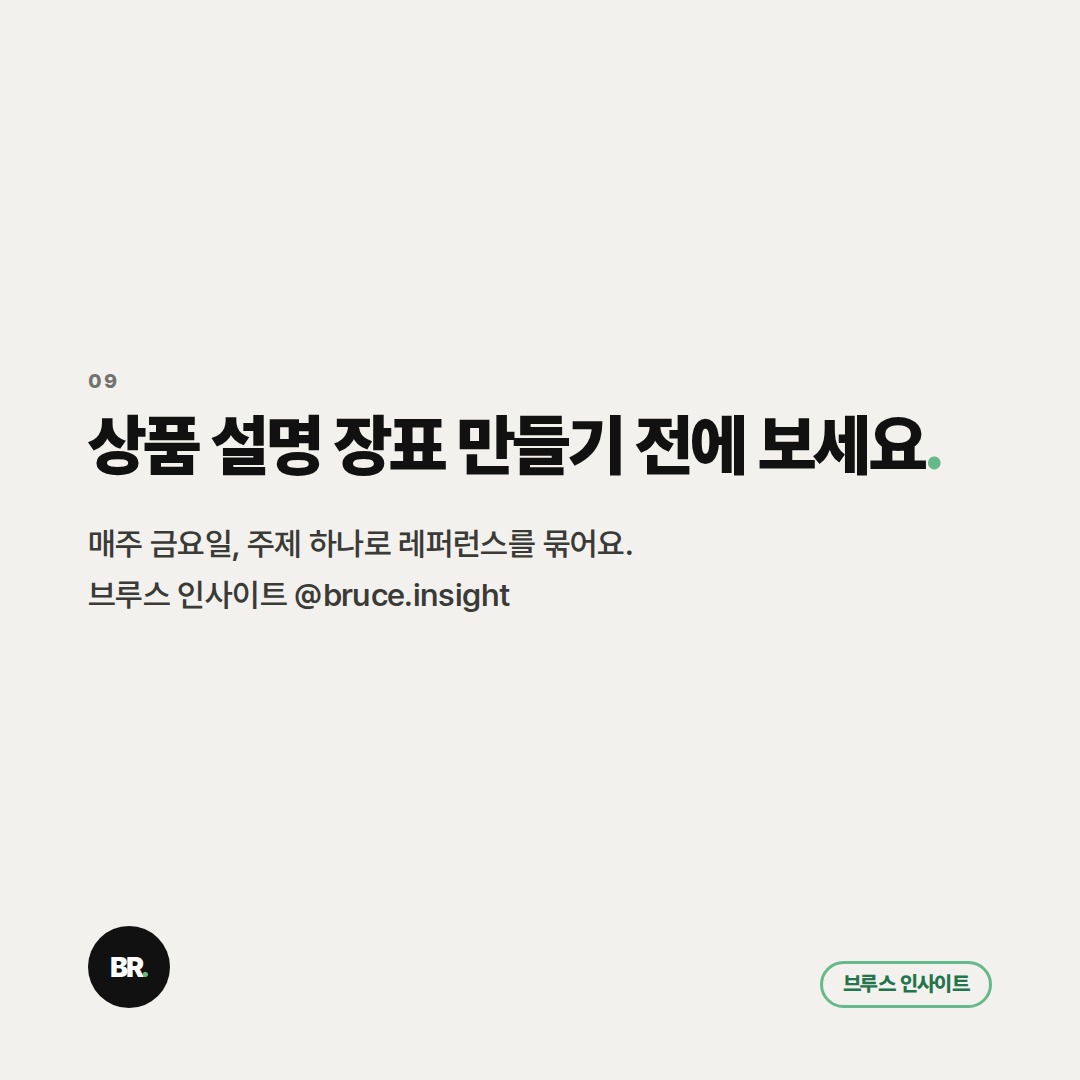 09
상품 설명 장표 만들기 전에 보세요.
매주 금요일, 주제 하나로 레퍼런스를 묶어요.
브루스 인사이트 @bruce.insight
BR.
브루스 인사이트